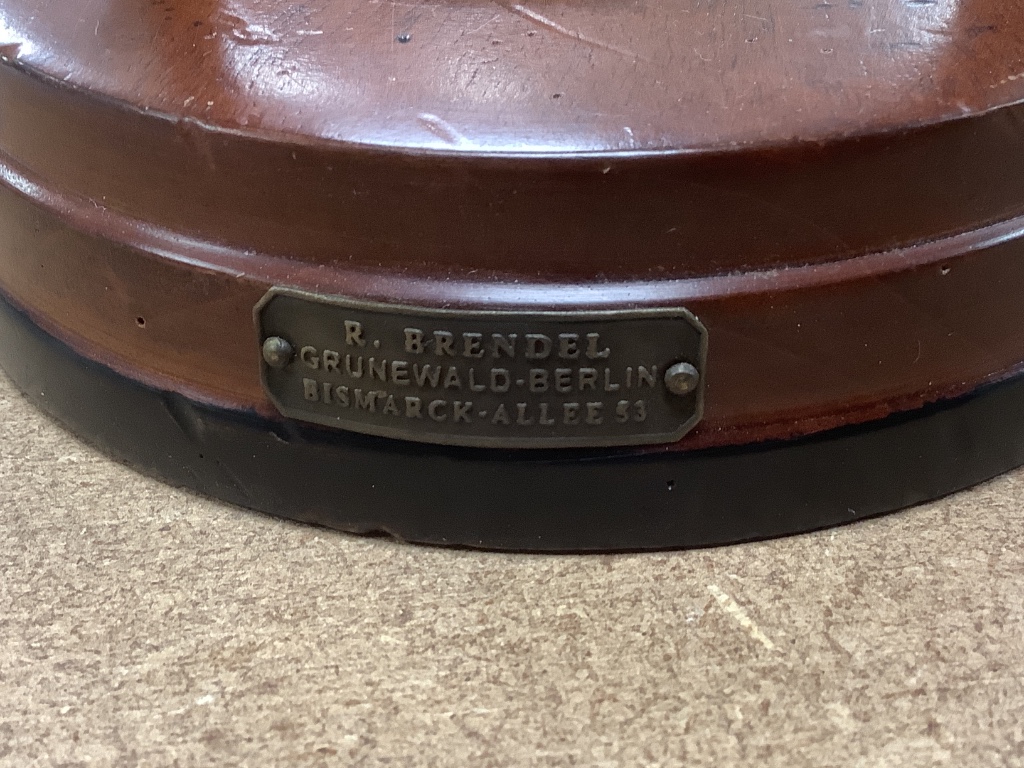 R. BRENDEL
GRUNEWALD-BERLIN
BISMARCK-ALLEE 53